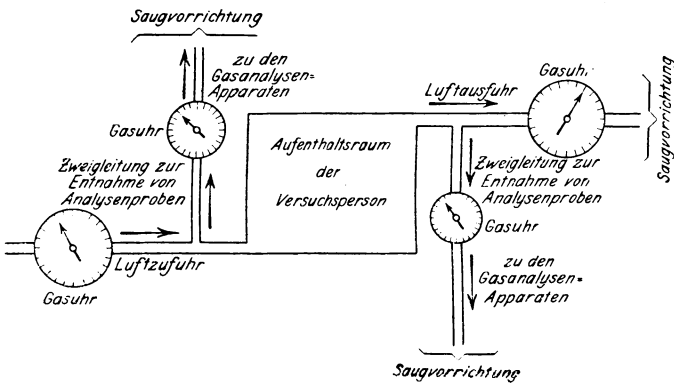 Saugvorrichtung
zu den
Gasanalysen=
Apparaten
Gasuhr
Zweigleitung zur
Entnahme von
Analysenproben
Luftzufuhr
Gasuhr
Aufenthaltsraum
der
Versuchsperson
Luftausfuhr
Gasuhr
Saugvorrichtung
Zweigleitung zur
Entnahme von
Analysenproben
Gasuhr
zu den
Gasanalysen=
Apparaten
Saugvorrichtung